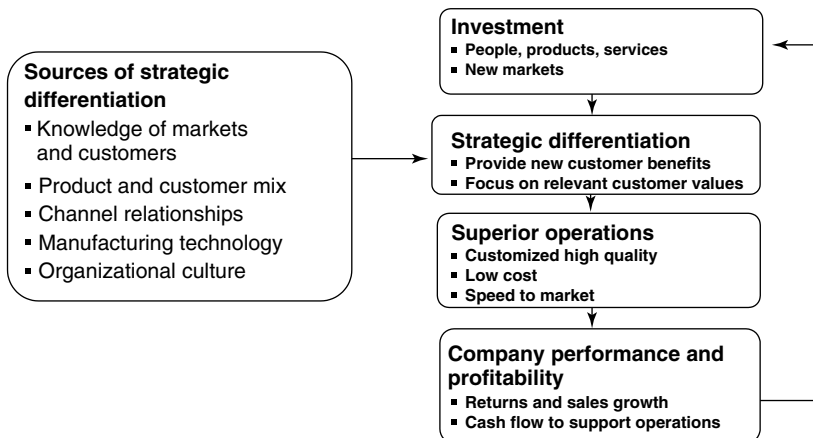 Sources of strategic
differentiation
▪ Knowledge of markets
and customers
▪ Product and customer mix
▪ Channel relationships
▪ Manufacturing technology
▪ Organizational culture
Investment
▪ People, products, services
▪ New markets
Strategic differentiation
▪ Provide new customer benefits
▪ Focus on relevant customer values
Superior operations
▪ Customized high quality
▪ Low cost
▪ Speed to market
Company performance and
profitability
▪ Returns and sales growth
▪ Cash flow to support operations